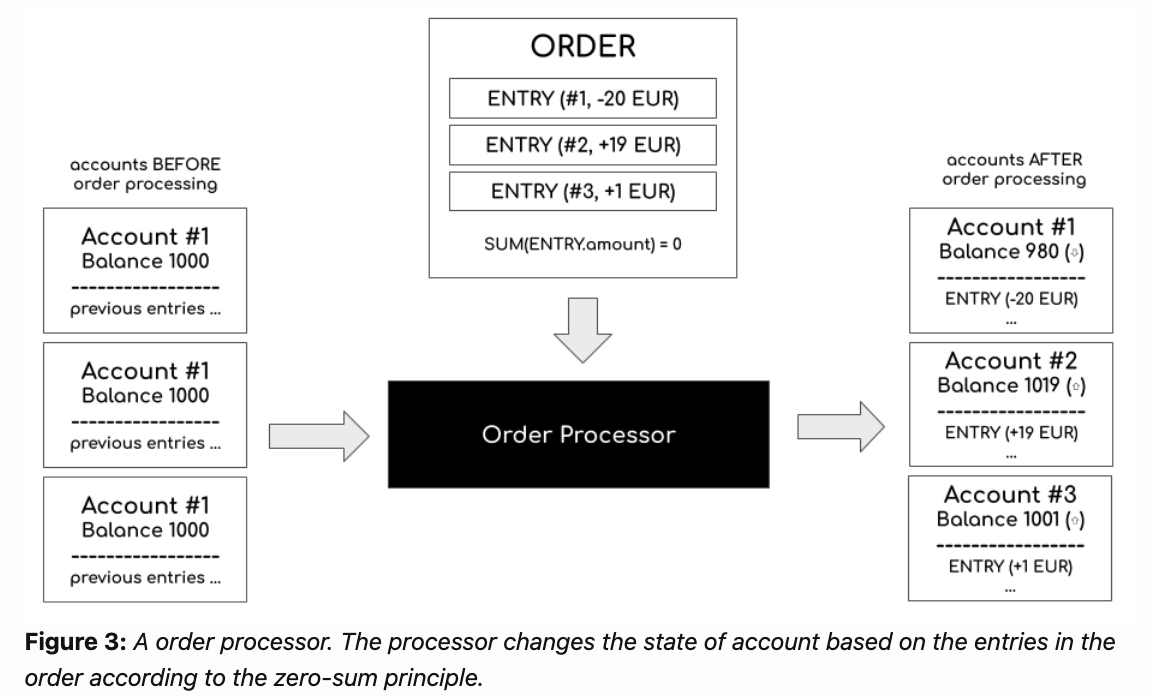 ORDER
ENTRY (#1, -20 EUR)
ENTRY (#2, +19 EUR)
ENTRY (#3, +1 EUR)
SUM(ENTRY.amount) = 0
accounts BEFORE
order processing
Account #1
Balance 1000
-----------------
previous entries ...
Account #1
Balance 1000
-----------------
previous entries ...
Account #1
Balance 1000
-----------------
previous entries ...
Order Processor
accounts AFTER
order processing
Account #1
Balance 980 (⇩)
-----------------
ENTRY (-20 EUR)
...
Account #2
Balance 1019 (⇧)
-----------------
ENTRY (+19 EUR)
...
Account #3
Balance 1001 (⇧)
-----------------
ENTRY (+1 EUR)
...
Figure 3: A order processor. The processor changes the state of account based on the entries in the
order according to the zero-sum principle.